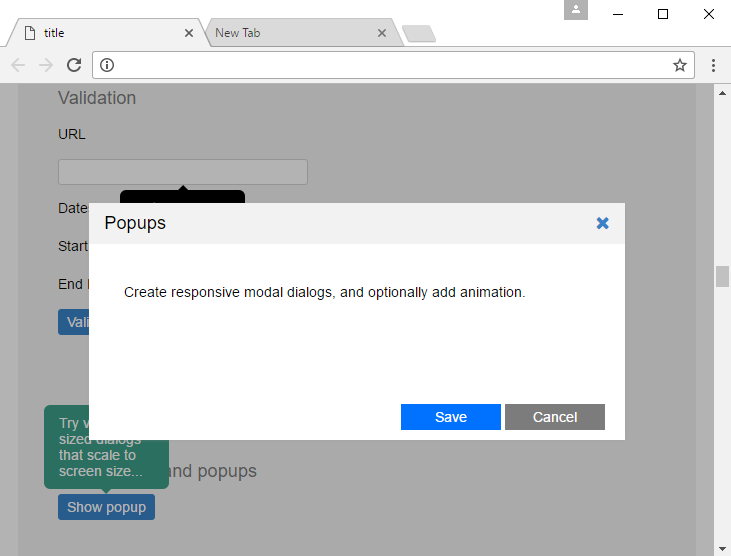 title
New Tab
Validation
URL
Date
Start
End
Popups
Create responsive modal dialogs, and optionally add animation.
Save
Cancel
Try
sized dialogs
that scale to
screen size...
and popups
Show popup